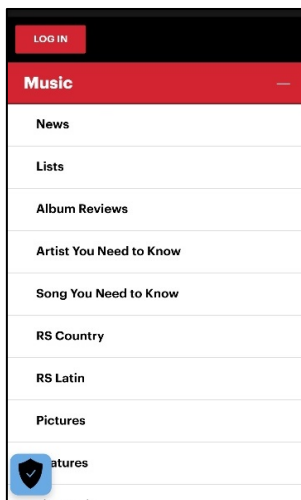 LOG IN
Music
News
Lists
Album Reviews
Artist You Need to Know
Song You Need to Know
RS Country
RS Latin
Pictures
atures